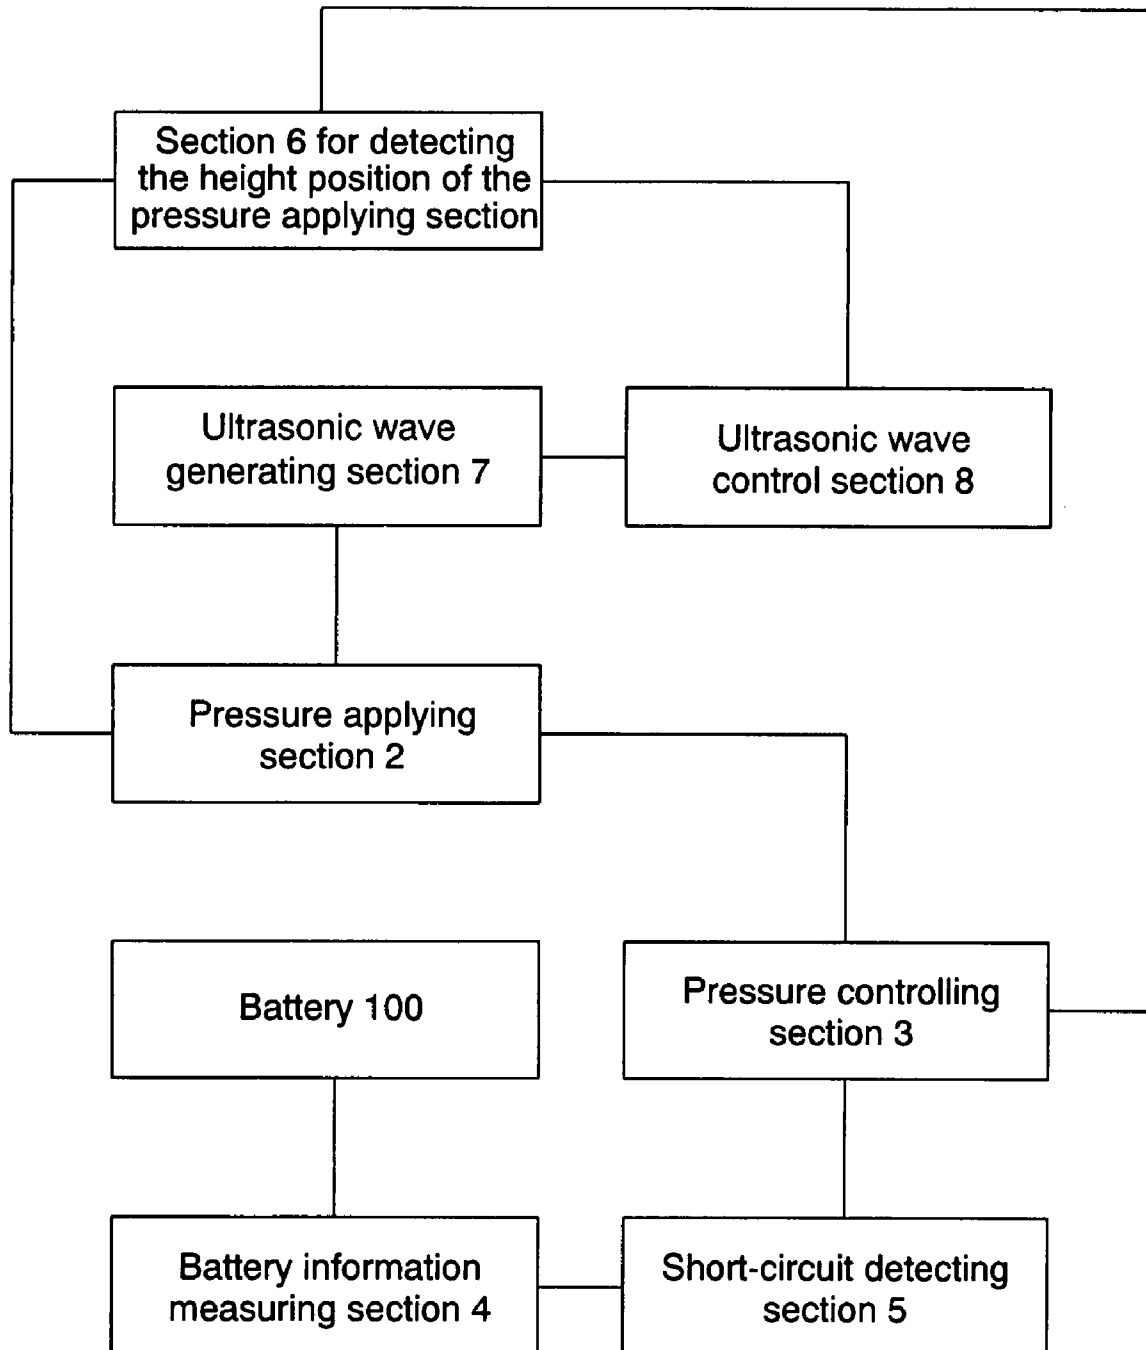 Section 6 for detecting
the height position of the
pressure applying section
Ultrasonic wave
generating section 7
Ultrasonic wave
control section 8
Pressure applying
section 2
Battery 100
Pressure controlling
section 3
Battery information
measuring section 4
Short-circuit detecting
section 5